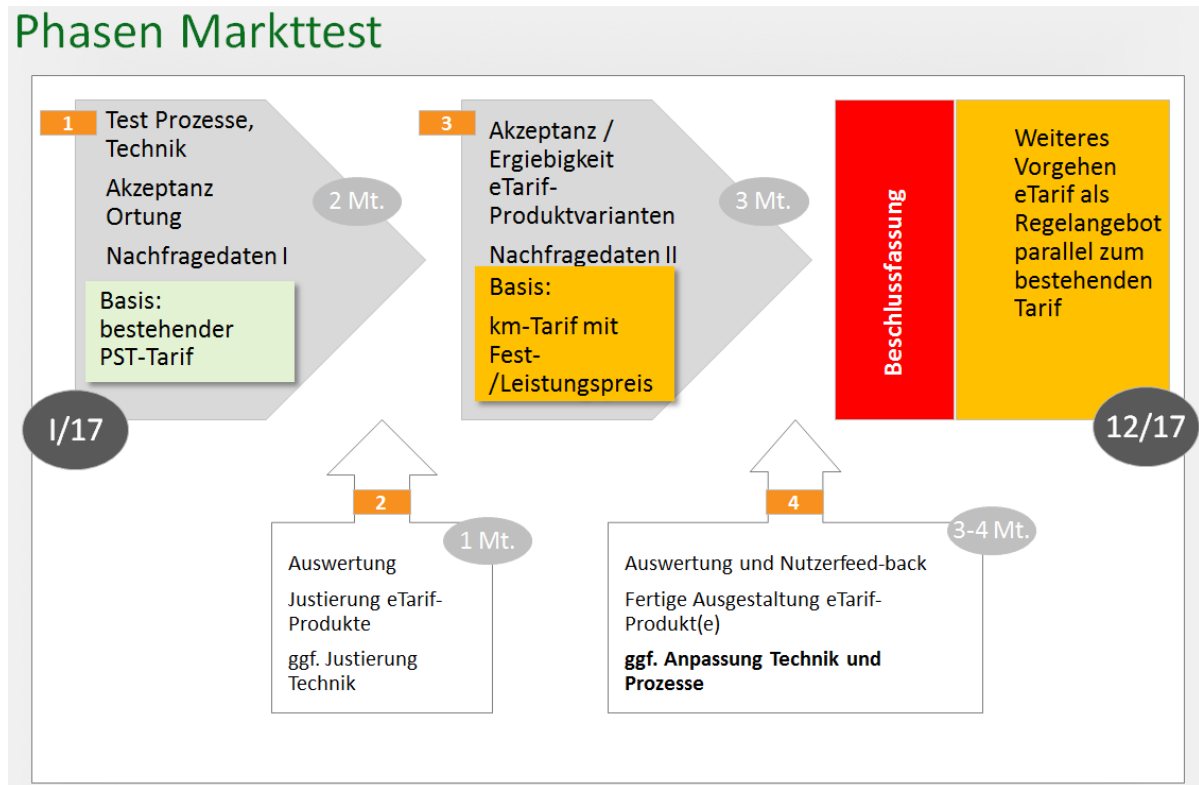 Phasen Markttest
1
Test Prozesse,
Technik
Akzeptanz
Ortung
Nachfragedaten I
2 Mt.
Basis:
bestehender
PST-Tarif
I/17
3
Akzeptanz /
Ergiebigkeit
eTarif-
Produktvarianten
Nachfragedaten II
3 Mt.
Basis:
km-Tarif mit
Fest-
/Leistungspreis
Beschlussfassung
Weiteres
Vorgehen
eTarif als
Regelangebot
parallel zum
bestehenden
Tarif
12/17
2
1 Mt.
Auswertung
Justierung eTarif-
Produkte
ggf. Justierung
Technik
4
3-4 Mt.
Auswertung und Nutzerfeed-back
Fertige Ausgestaltung eTarif-
Produkt(e)
ggf. Anpassung Technik und
Prozesse